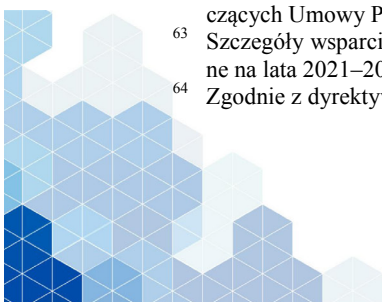 czących Umowy P
63
Szczegóły wsparci
ne na lata 2021–20
64
Zgodnie z dyrekty